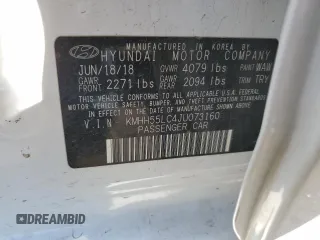 MANUFACTURED IN KOREA BY
HYUNDAI MOTOR COMPANY
JUN/18/18 GVWR 4079 lbs PAINT WAW
GAWR FRONT 2271 lbs GAWR REAR 2094 lbs TRIM TRY
THIS VEHICLE CONFORMS TO ALL APPLICABLE FEDERAL
MOTOR VEHICLE SAFETY, BUMPER, AND THEFT PREVENTION
STANDARDS IN EFFECT ON THE DATE OF MANUFACTURE
SHOWN ABOVE
V.I.N KMHH55LC4JU073160
PASSENGER CAR
© DEAMBID